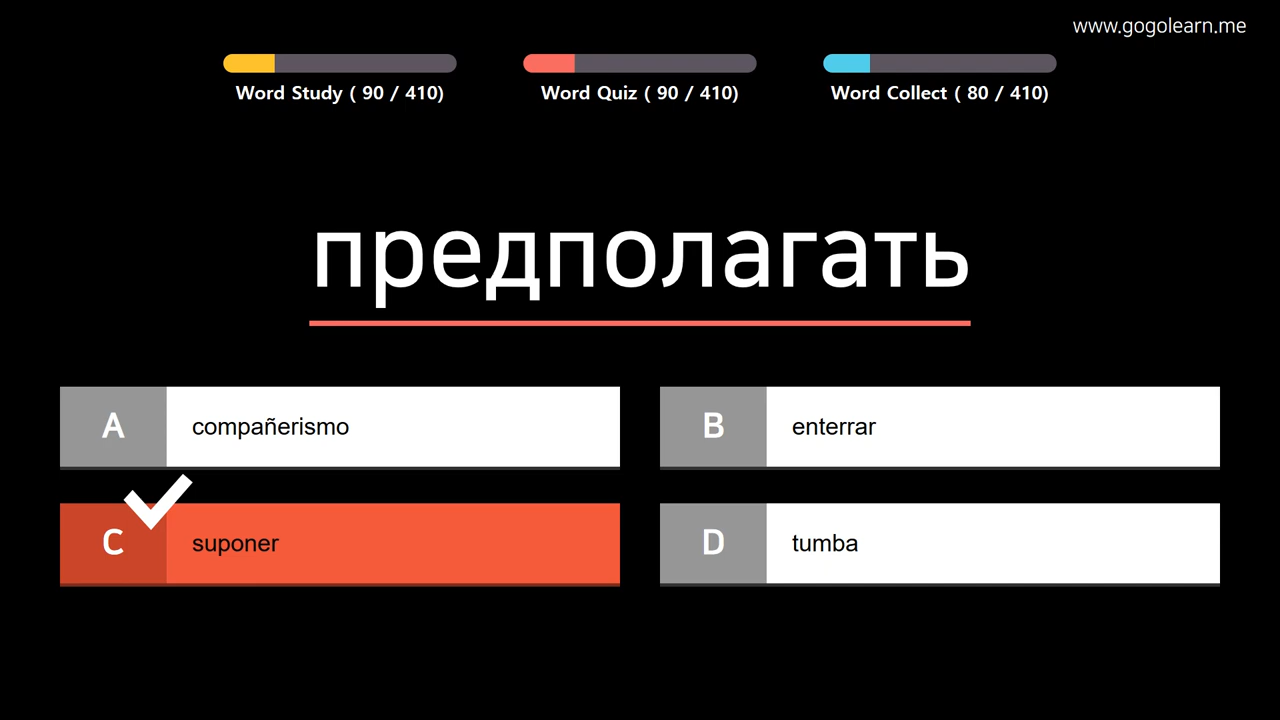 www.gogolearn.me
Word Study ( 90 / 410)
Word Quiz ( 90 / 410)
Word Collect ( 80 / 410)
предполагать
A compañerismo
B enterrar
C suponer
D tumba